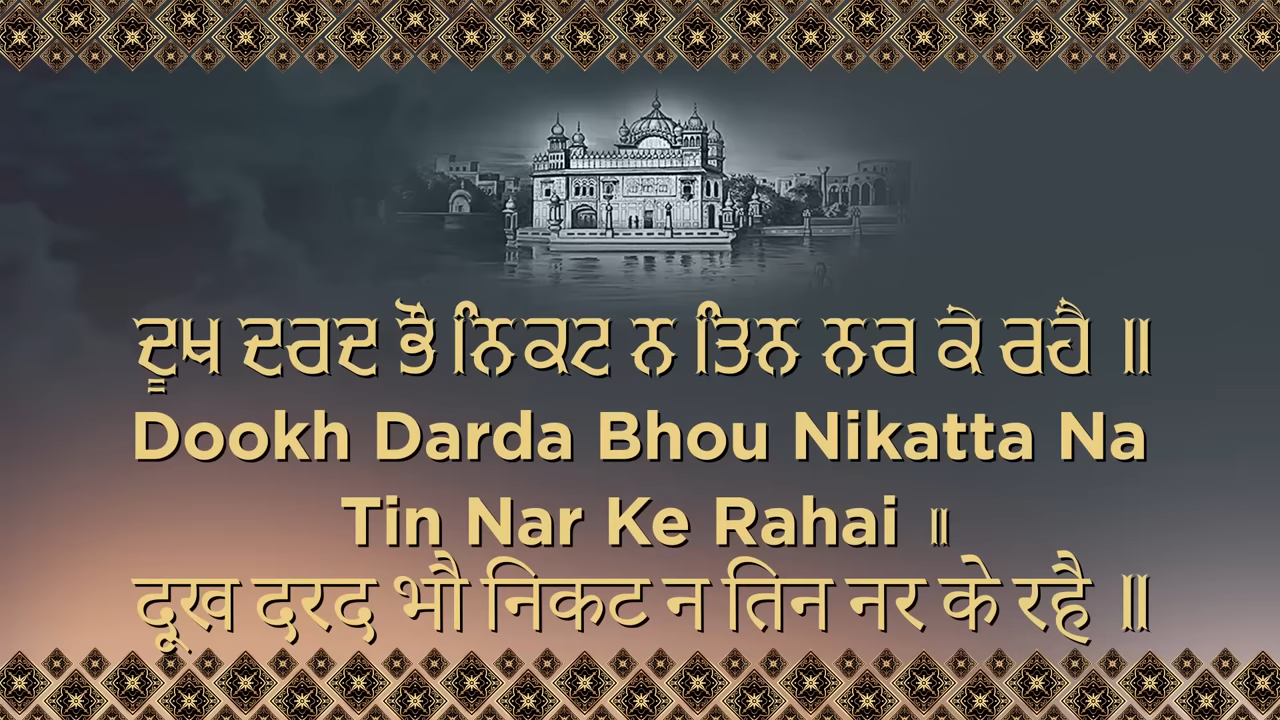 ਦੂਖ ਦਰਦ ਭੌ ਨਿਕਟ ਨ ਤਿਨ ਨਰ ਕੇ ਰਹੈ ॥
Dookh Darda Bhou Nikatta Na
Tin Nar Ke Rahai ॥
दूख दरद भौ निकट न तिन नर के रहै ॥